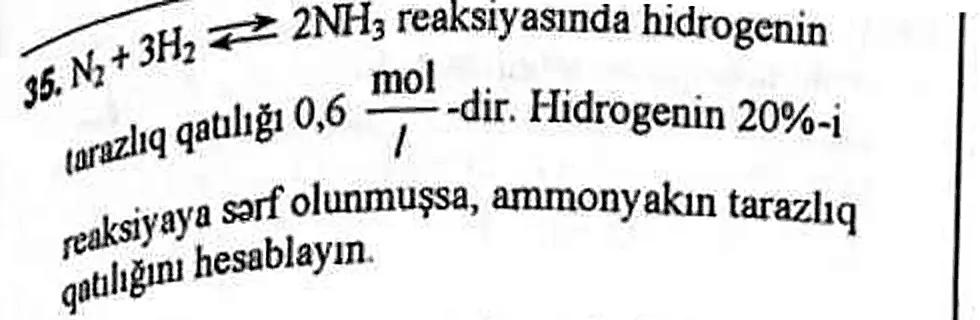 35. N₂ + 3H₂ ⇄ 2NH₃ reaksiyasında hidrogenin
tarazlıq qatılığı 0,6 mol/l -dir. Hidrogenin 20%-i
reaksiyaya sərf olunmuşsa, ammonyakın tarazlıq
qatılığını hesablayın.